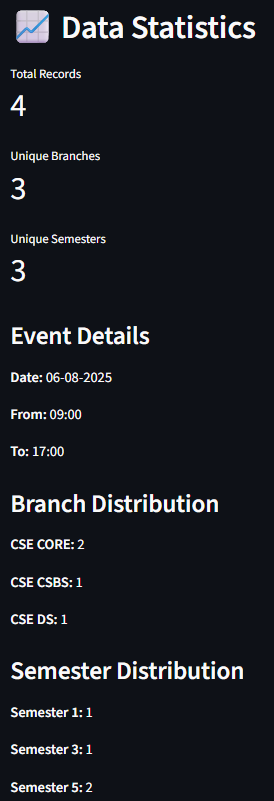 Data Statistics
Total Records
4
Unique Branches
3
Unique Semesters
3
Event Details
Date: 06-08-2025
From: 09:00
To: 17:00
Branch Distribution
CSE CORE: 2
CSE CSBS: 1
CSE DS: 1
Semester Distribution
Semester 1: 1
Semester 3: 1
Semester 5: 2